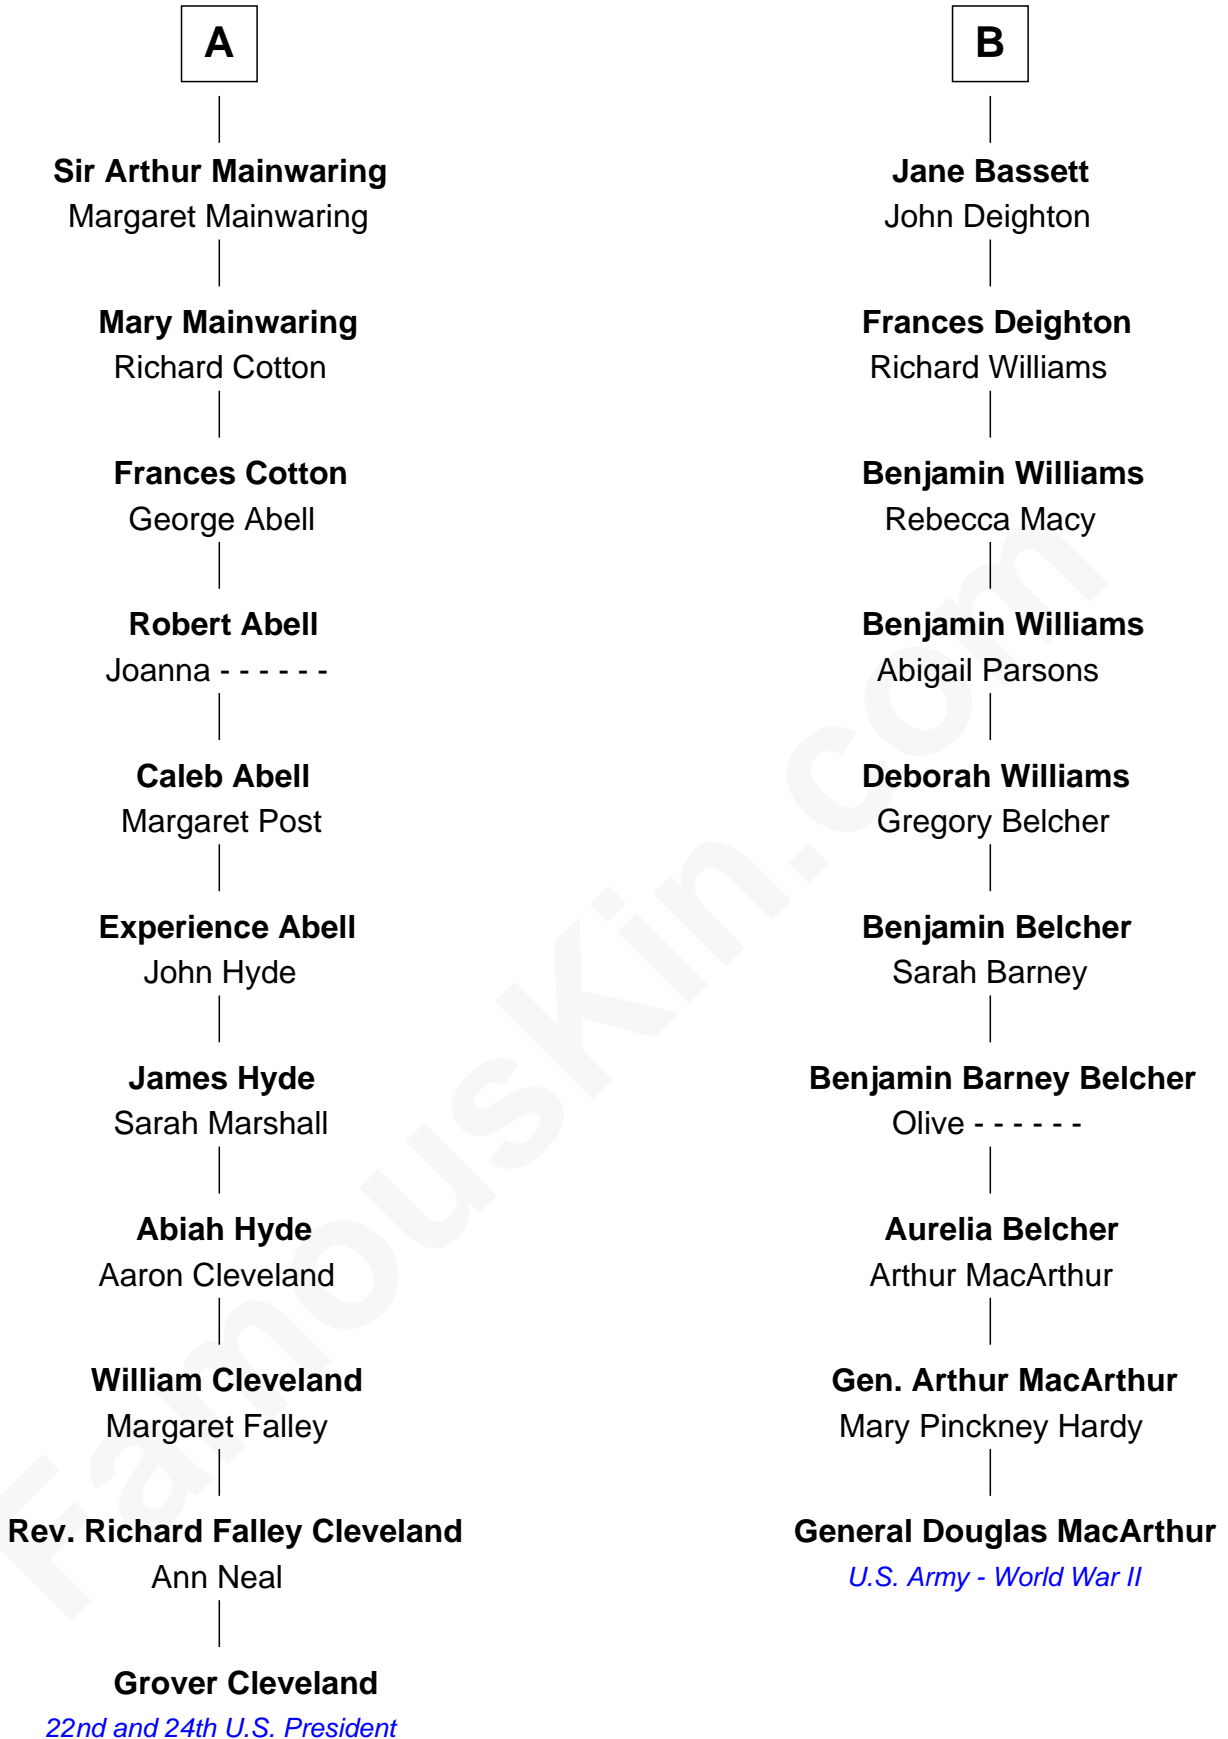 A
Sir Arthur Mainwaring
Margaret Mainwaring
Mary Mainwaring
Richard Cotton
Frances Cotton
George Abell
Robert Abell
Joanna - - - - - -
Caleb Abell
Margaret Post
Experience Abell
John Hyde
James Hyde
Sarah Marshall
Abiah Hyde
Aaron Cleveland
William Cleveland
Margaret Falley
Rev. Richard Falley Cleveland
Ann Neal
Grover Cleveland
22nd and 24th U.S. President
B
Jane Bassett
John Deighton
Frances Deighton
Richard Williams
Benjamin Williams
Rebecca Macy
Benjamin Williams
Abigail Parsons
Deborah Williams
Gregory Belcher
Benjamin Belcher
Sarah Barney
Benjamin Barney Belcher
Olive - - - - - -
Aurelia Belcher
Arthur MacArthur
Gen. Arthur MacArthur
Mary Pinckney Hardy
General Douglas MacArthur
U.S. Army - World War II
FamousKin.com